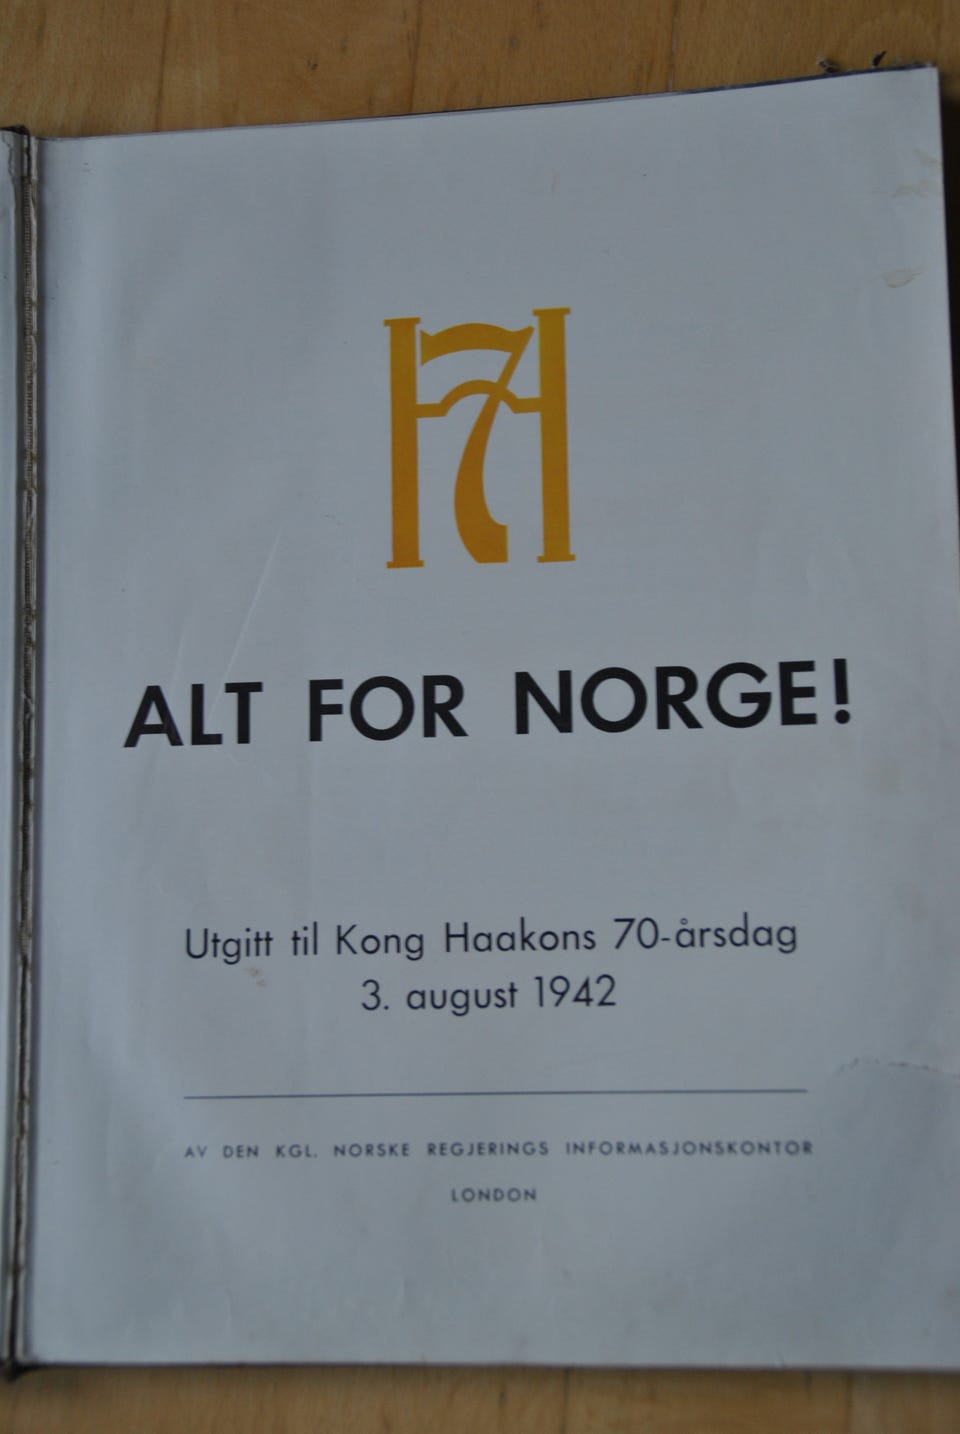 H7
ALT FOR NORGE!
Utgitt til Kong Haakons 70-årsdag
3. august 1942
AV DEN KGL. NORSKE REGJERINGS INFORMASJONSKONTOR
LONDON